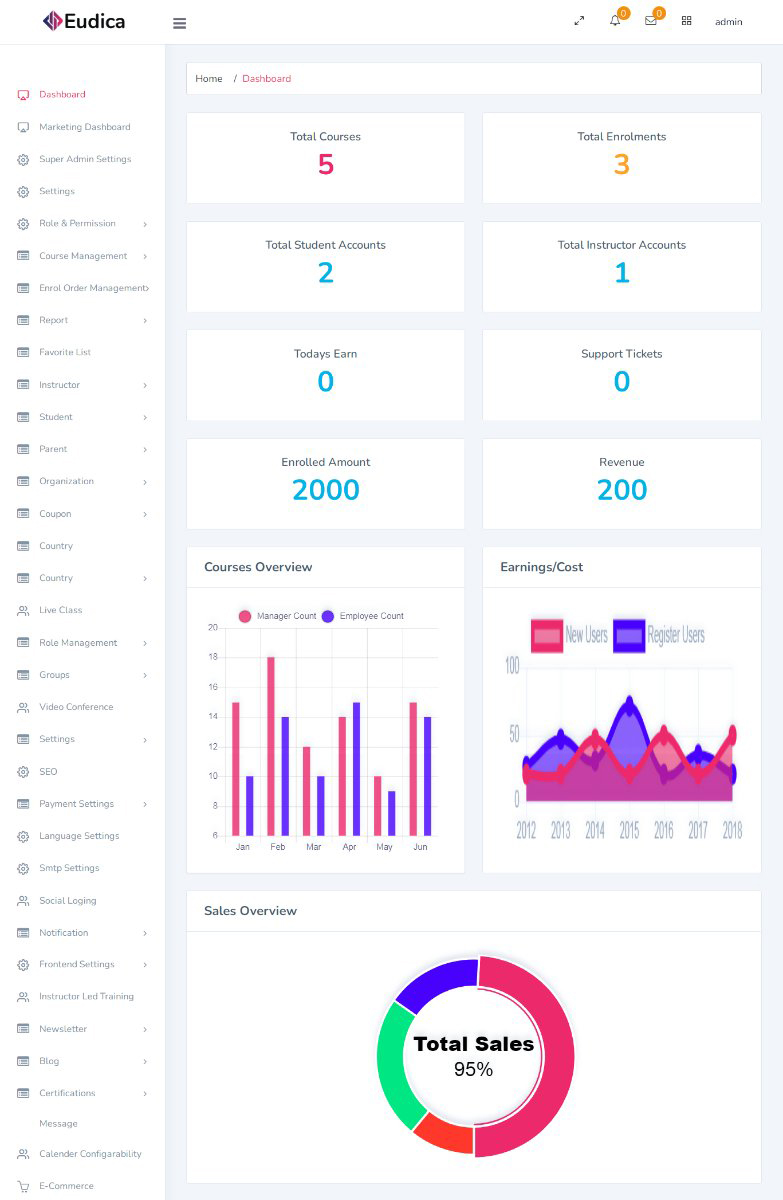 Eudica
0
0
admin
Home / Dashboard
Dashboard
Marketing Dashboard
Super Admin Settings
Settings
Role & Permission
Course Management
Enrol Order Management
Report
Favorite List
Instructor
Student
Parent
Organization
Coupon
Country
Country
Live Class
Role Management
Groups
Video Conference
Settings
SEO
Payment Settings
Language Settings
Smtp Settings
Social Loging
Notification
Frontend Settings
Instructor Led Training
Newsletter
Blog
Certifications
Message
Calender Configarability
E-Commerce
Total Courses
5
Total Enrolments
3
Total Student Accounts
2
Total Instructor Accounts
1
Todays Earn
0
Support Tickets
0
Enrolled Amount
2000
Revenue
200
Courses Overview
Manager Count Employee Count
20
18
16
14
12
10
8
6
Jan Feb Mar Apr May Jun
Earnings/Cost
New Users Register Users
100
50
0
2012 2013 2014 2015 2016 2017 2018
Sales Overview
Total Sales
95%